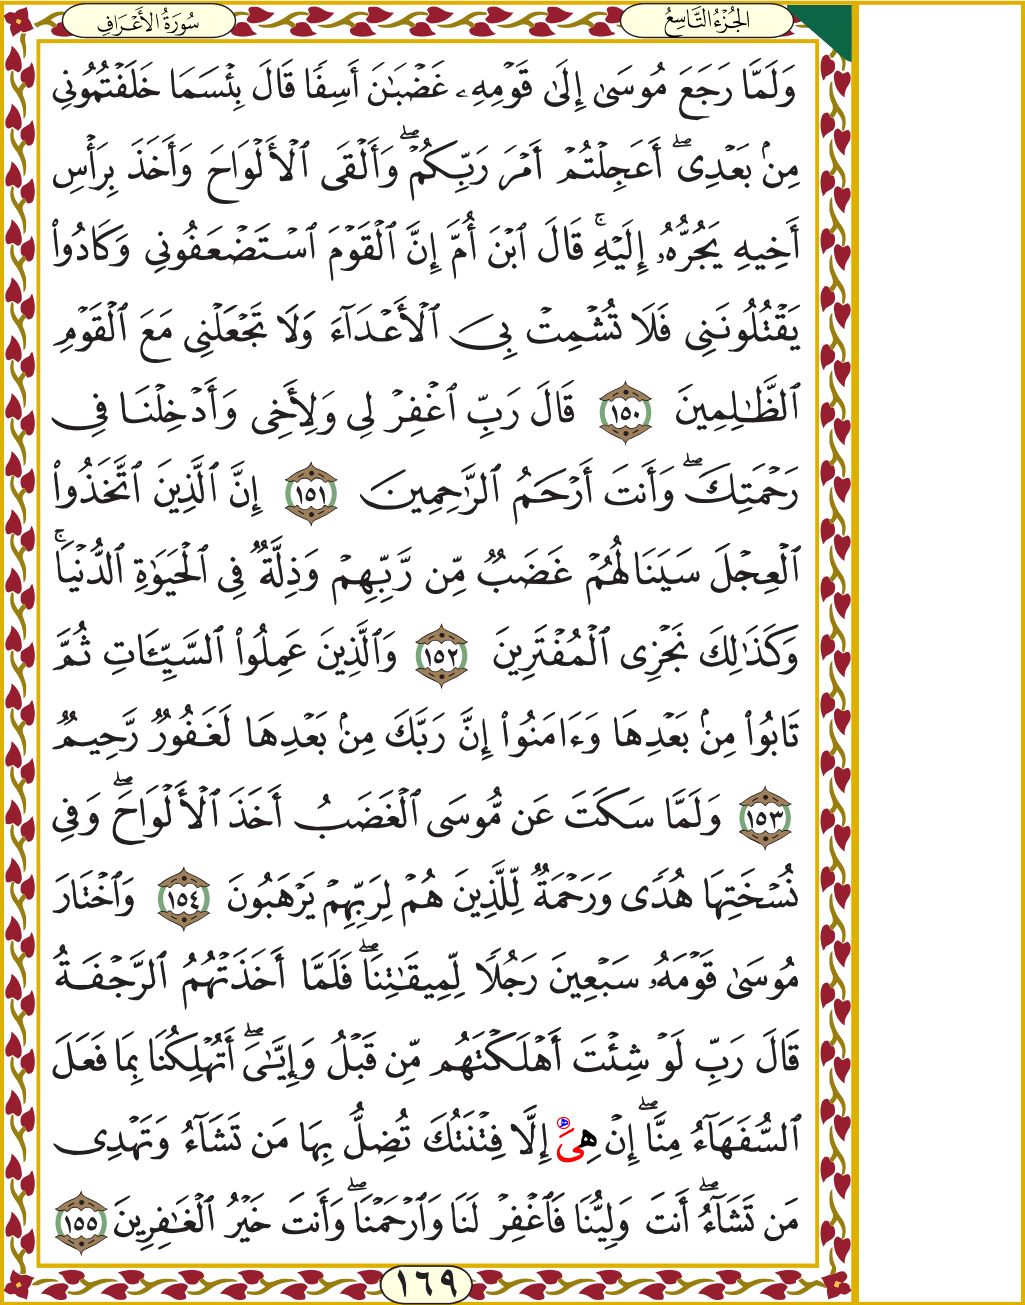 الجُزْءُ التَّاسِعُ
سُورَةُ الأَعْرَافِ
وَلَمَّا رَجَعَ مُوسَىٰٓ إِلَىٰ قَوْمِهِۦ غَضْبَٰنَ أَسِفًا قَالَ بِئْسَمَا خَلَفْتُمُونِي
مِنۢ بَعْدِيٓۖ أَعَجِلْتُمْ أَمْرَ رَبِّكُمْۖ وَأَلْقَى ٱلْأَلْوَاحَ وَأَخَذَ بِرَأْسِ
أَخِيهِ يَجُرُّهُۥٓ إِلَيْهِۚ قَالَ ٱبْنَ أُمَّ إِنَّ ٱلْقَوْمَ ٱسْتَضْعَفُونِي وَكَادُواْ
يَقْتُلُونَنِي فَلَا تُشْمِتْ بِيَ ٱلْأَعْدَآءَ وَلَا تَجْعَلْنِي مَعَ ٱلْقَوْمِ
ٱلظَّٰلِمِينَ ١٥٠ قَالَ رَبِّ ٱغْفِرْ لِي وَلِأَخِي وَأَدْخِلْنَا فِي
رَحْمَتِكَۖ وَأَنتَ أَرْحَمُ ٱلرَّٰحِمِينَ ١٥١ إِنَّ ٱلَّذِينَ ٱتَّخَذُواْ
ٱلْعِجْلَ سَيَنَالُهُمْ غَضَبٌ مِّن رَّبِّهِمْ وَذِلَّةٌ فِي ٱلْحَيَوٰةِ ٱلدُّنْيَاۚ
وَكَذَٰلِكَ نَجْزِي ٱلْمُفْتَرِينَ ١٥٢ وَٱلَّذِينَ عَمِلُواْ ٱلسَّيِّـَٔاتِ ثُمَّ
تَابُواْ مِنۢ بَعْدِهَا وَءَامَنُوٓاْ إِنَّ رَبَّكَ مِنۢ بَعْدِهَا لَغَفُورٌ رَّحِيمٌ
١٥٣ وَلَمَّا سَكَتَ عَن مُّوسَى ٱلْغَضَبُ أَخَذَ ٱلْأَلْوَاحَۖ وَفِي
نُسْخَتِهَا هُدًى وَرَحْمَةٌ لِّلَّذِينَ هُمْ لِرَبِّهِمْ يَرْهَبُونَ ١٥٤ وَٱخْتَارَ
مُوسَىٰ قَوْمَهُۥ سَبْعِينَ رَجُلًا لِّمِيقَٰتِنَاۖ فَلَمَّآ أَخَذَتْهُمُ ٱلرَّجْفَةُ
قَالَ رَبِّ لَوْ شِئْتَ أَهْلَكْتَهُم مِّن قَبْلُ وَإِيَّٰيَۖ أَتُهْلِكُنَا بِمَا فَعَلَ
ٱلسُّفَهَآءُ مِنَّآۖ إِنْ هِيَ إِلَّا فِتْنَتُكَ تُضِلُّ بِهَا مَن تَشَآءُ وَتَهْدِي
مَن تَشَآءُۖ أَنتَ وَلِيُّنَا فَٱغْفِرْ لَنَا وَٱرْحَمْنَاۖ وَأَنتَ خَيْرُ ٱلْغَٰفِرِينَ ١٥٥
١٦٩